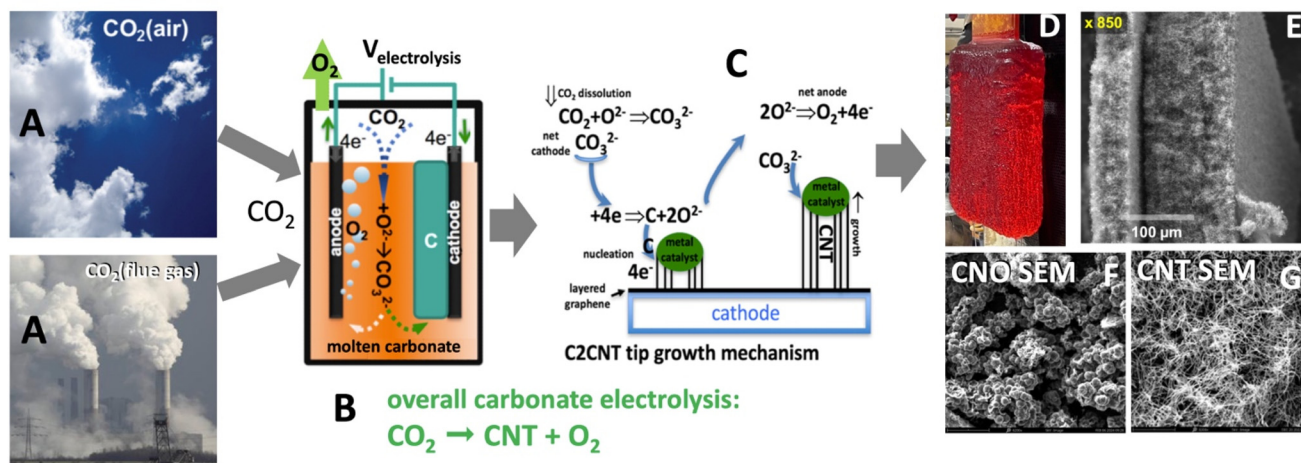 CO₂(air)
A
CO₂(flue gas)
A
CO₂
O₂
V electrolysis
CO₂
4e⁻
4e⁻
anode
O₂
+O²⁻→CO₃²⁻
C
cathode
molten carbonate
B
overall carbonate electrolysis:
CO₂ → CNT + O₂
C
⇓ CO₂ dissolution
CO₂+O²⁻⇒CO₃²⁻
net
cathode
CO₃²⁻
+4e⇒C+2O²⁻
net anode
2O²⁻⇒O₂+4e⁻
C
nucleation
4e⁻
metal
catalyst
layered
graphene
CO₃²⁻
metal
catalyst
CNT
→ growth
cathode
C2CNT tip growth mechanism
D
x 850
E
100 µm
CNO SEM
F
CNT SEM
G